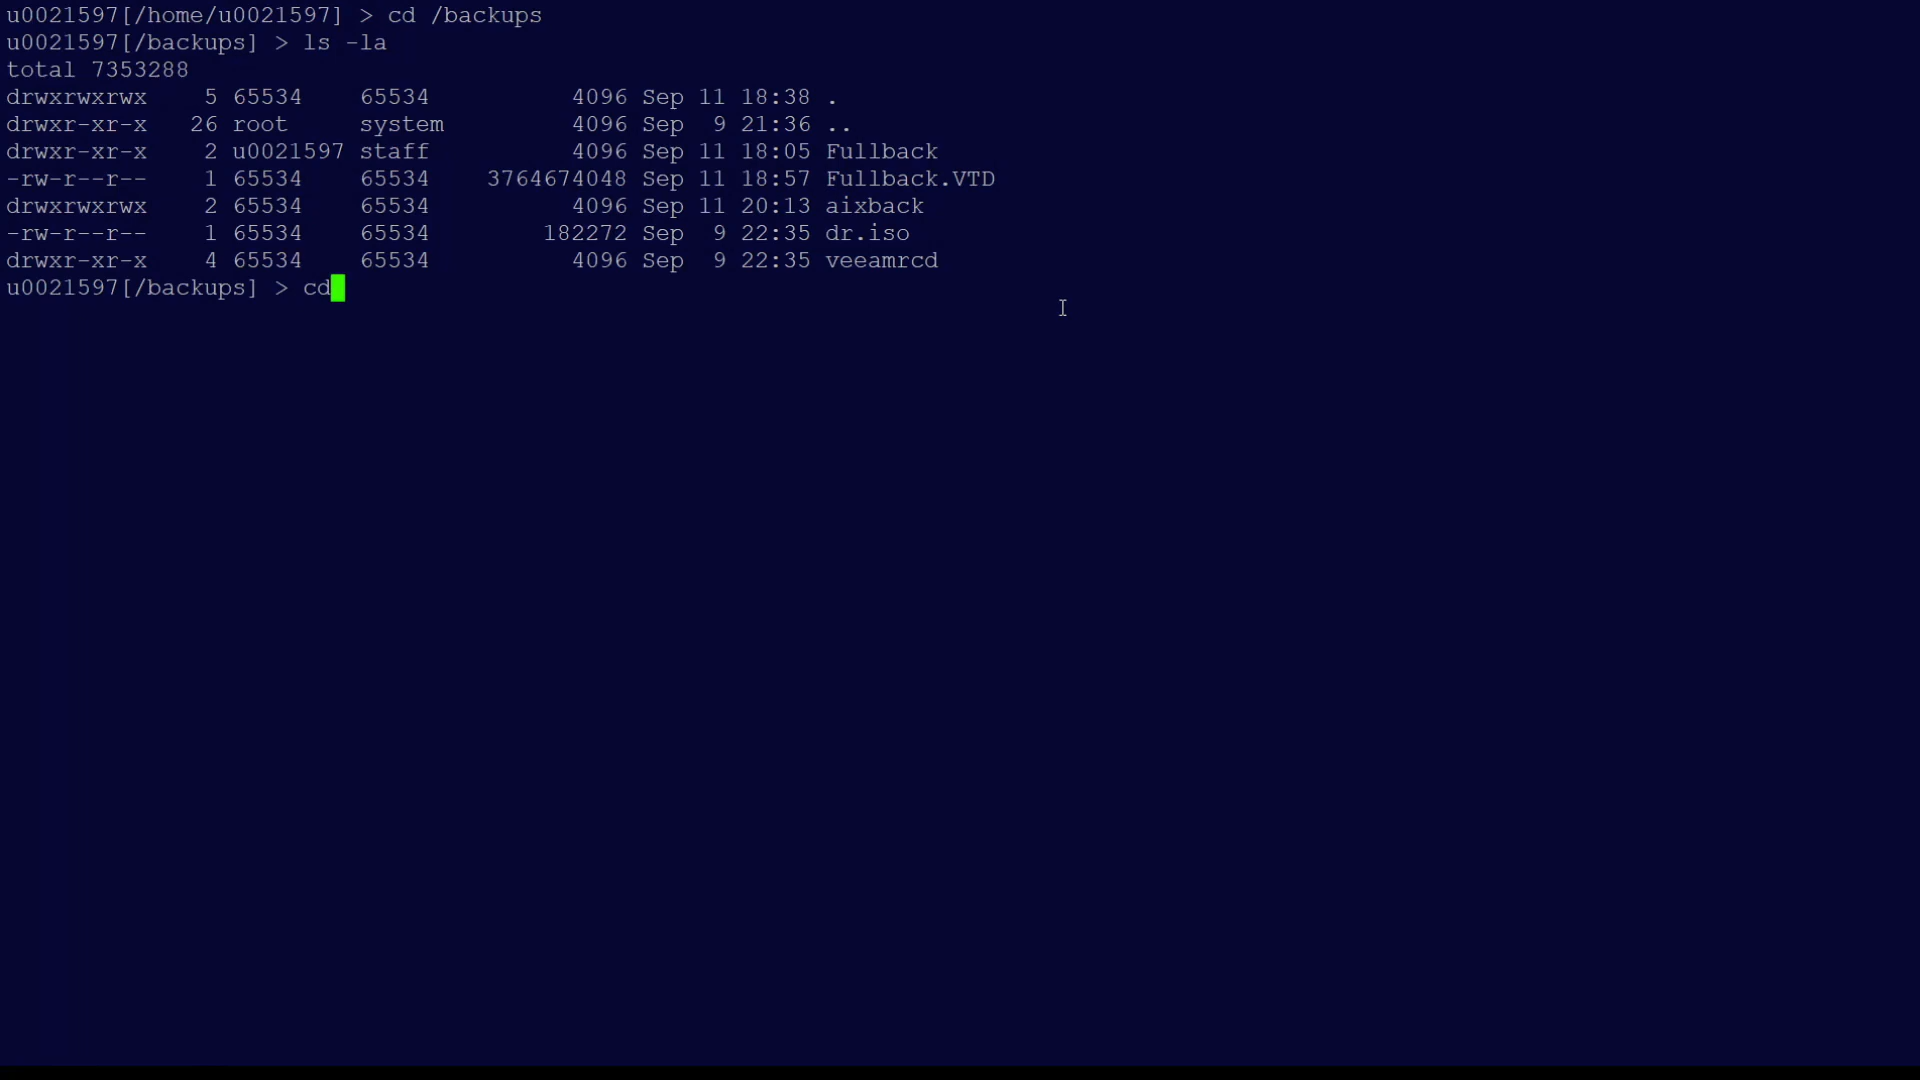 u0021597[/home/u0021597] > cd /backups
u0021597[/backups] > ls -la
total 7353288
drwxrwxrwx    5 65534    65534          4096 Sep 11 18:38 .
drwxr-xr-x   26 root     system         4096 Sep  9 21:36 ..
drwxr-xr-x    2 u0021597 staff          4096 Sep 11 18:05 Fullback
-rw-r--r--    1 65534    65534    3764674048 Sep 11 18:57 Fullback.VTD
drwxrwxrwx    2 65534    65534          4096 Sep 11 20:13 aixback
-rw-r--r--    1 65534    65534        182272 Sep  9 22:35 dr.iso
drwxr-xr-x    4 65534    65534          4096 Sep  9 22:35 veeamrcd
u0021597[/backups] > cd